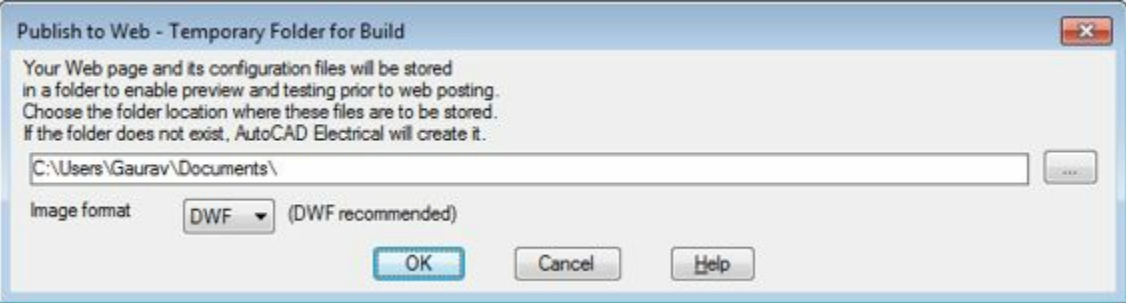 Publish to Web - Temporary Folder for Build
Your Web page and its configuration files will be stored
in a folder to enable preview and testing prior to web posting.
Choose the folder location where these files are to be stored.
If the folder does not exist, AutoCAD Electrical will create it.
C:\Users\Gaurav\Documents\
...
Image format DWF (DWF recommended)
OK Cancel Help